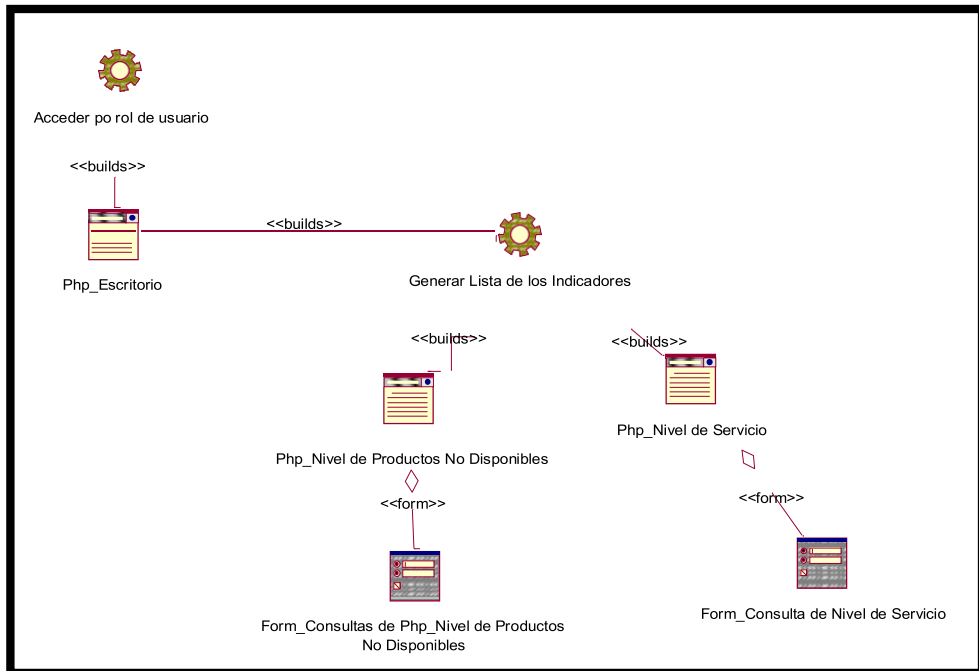 Acceder po rol de usuario
<<builds>>
<<builds>>
Php_Escritorio
Generar Lista de los Indicadores
<<builds>>
<<builds>>
Php_Nivel de Servicio
Php_Nivel de Productos No Disponibles
<<form>>
<<form>>
Form_Consulta de Nivel de Servicio
Form_Consultas de Php_Nivel de Productos
No Disponibles